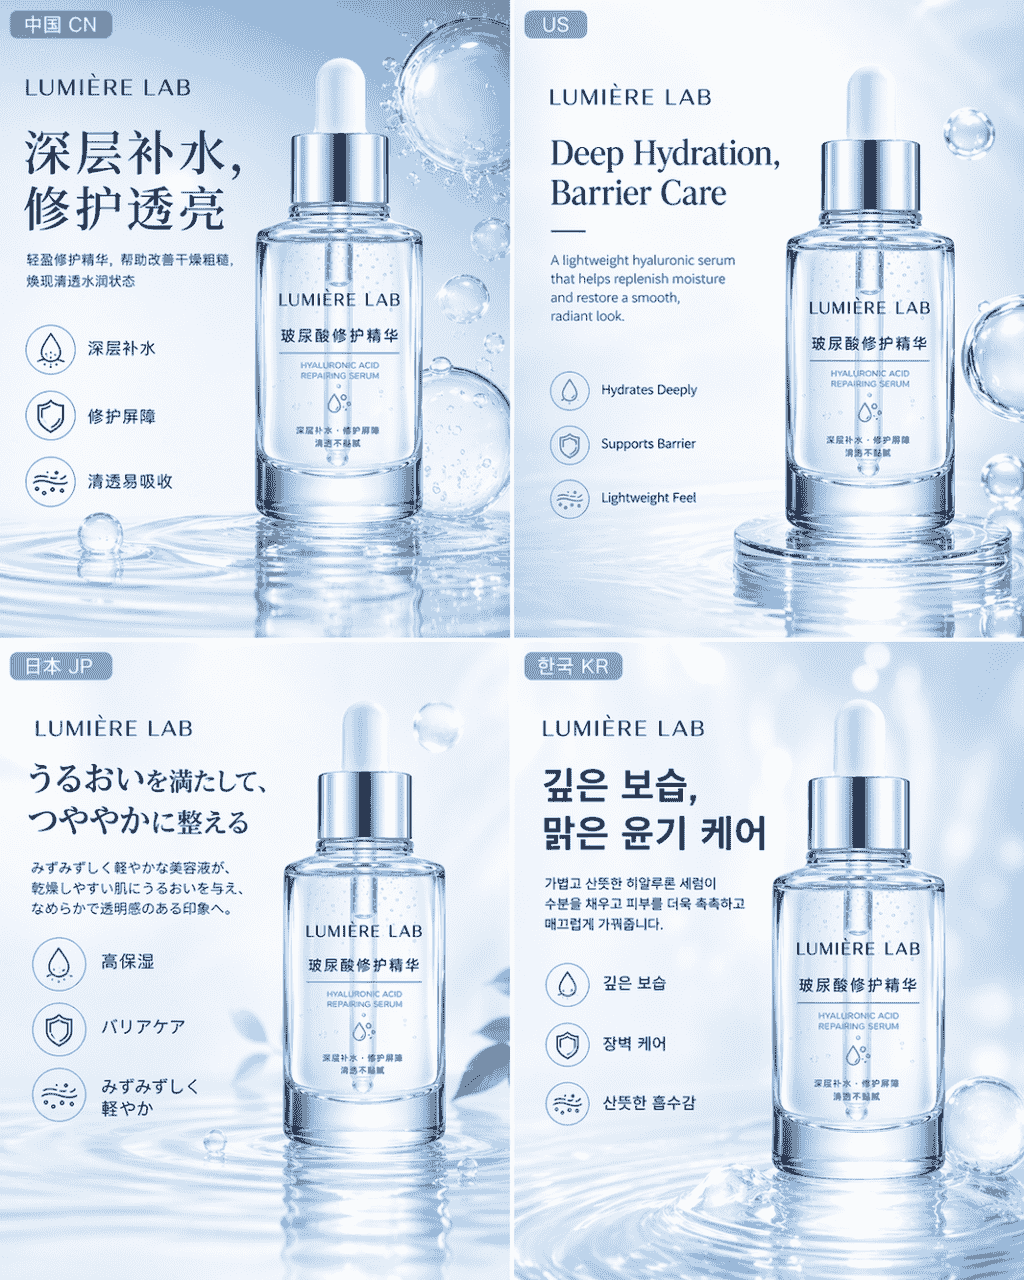 中国 CN
LUMIÈRE LAB
深层补水,
修护透亮
轻盈修护精华, 帮助改善干燥粗糙,
焕现清透水润状态
深层补水
修护屏障
清透易吸收
LUMIÈRE LAB
玻尿酸修护精华
HYALURONIC ACID
REPAIRING SERUM
深层补水 · 修护屏障
清透不黏腻
US
LUMIÈRE LAB
Deep Hydration,
Barrier Care
A lightweight hyaluronic serum
that helps replenish moisture
and restore a smooth,
radiant look.
Hydrates Deeply
Supports Barrier
Lightweight Feel
LUMIÈRE LAB
玻尿酸修护精华
HYALURONIC ACID
REPAIRING SERUM
深层补水 · 修护屏障
清透不黏腻
日本 JP
LUMIÈRE LAB
うるおいを満たして、
つややかに整える
みずみずしく軽やかな美容液が、
乾燥しやすい肌にうるおいを与え、
なめらかで透明感のある印象へ。
高保湿
バリアケア
みずみずしく
軽やか
LUMIÈRE LAB
玻尿酸修护精华
HYALURONIC ACID
REPAIRING SERUM
深层补水 · 修护屏障
清透不黏腻
한국 KR
LUMIÈRE LAB
깊은 보습,
맑은 윤기 케어
가볍고 산뜻한 히알루론 세럼이
수분을 채우고 피부를 더욱 촉촉하고
매끄럽게 가꿔줍니다.
깊은 보습
장벽 케어
산뜻한 흡수감
LUMIÈRE LAB
玻尿酸修护精华
HYALURONIC ACID
REPAIRING SERUM
深层补水 · 修护屏障
清透不黏腻